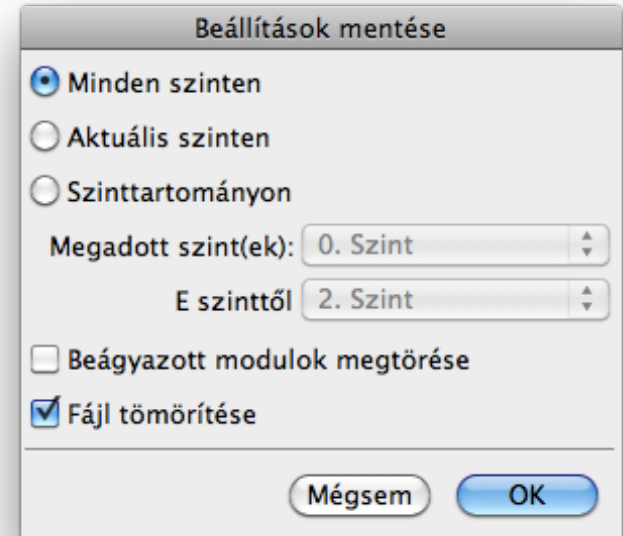 Beállítások mentése
Minden szinten
Aktuális szinten
Szinttartományon
Megadott szint(ek): 0. Szint
E szinttől 2. Szint
Beágyazott modulok megtörése
Fájl tömörítése
Mégsem OK